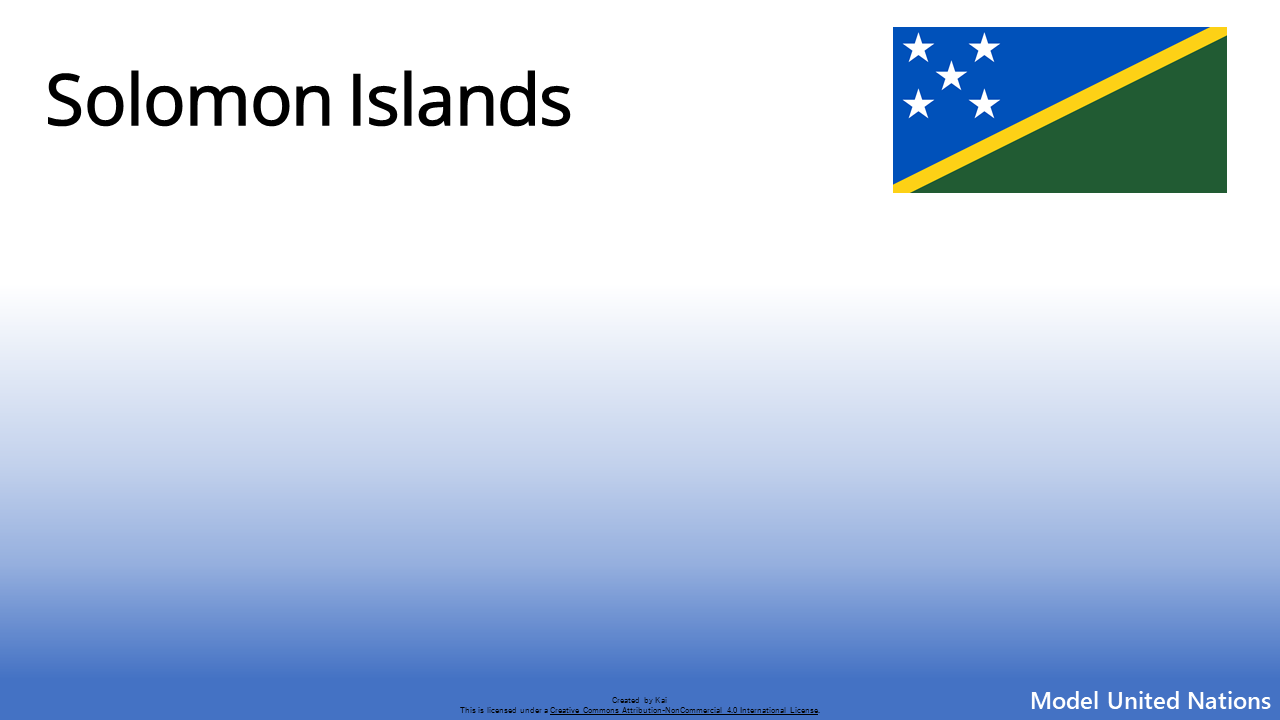 Solomon Islands
Created by Kai
This is licensed under a Creative Commons Attribution-NonCommercial 4.0 International License.
Model United Nations